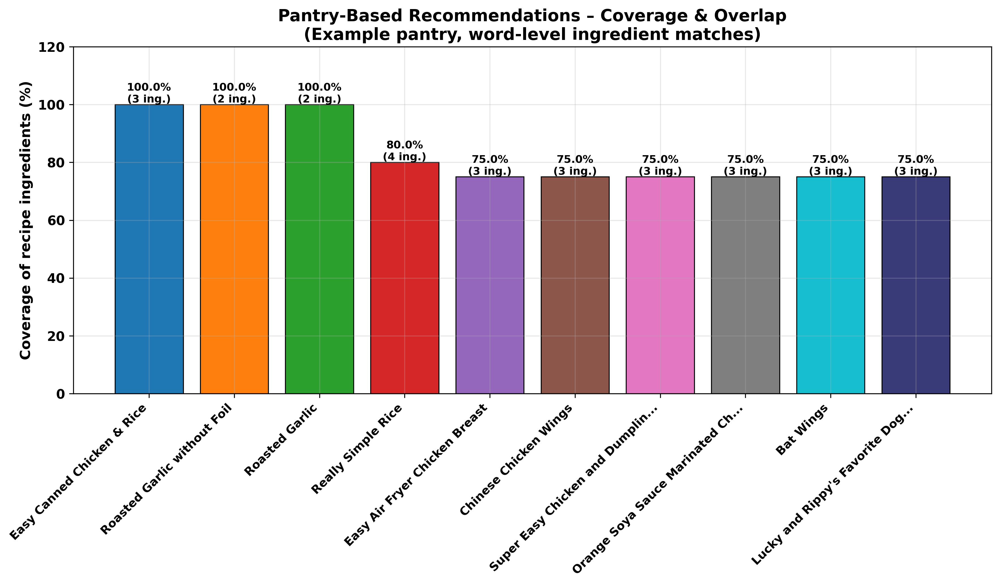 Pantry-Based Recommendations – Coverage & Overlap
(Example pantry, word-level ingredient matches)
Coverage of recipe ingredients (%)
120
100
80
60
40
20
0
100.0%
(3 ing.)
100.0%
(2 ing.)
100.0%
(2 ing.)
80.0%
(4 ing.)
75.0%
(3 ing.)
75.0%
(3 ing.)
75.0%
(3 ing.)
75.0%
(3 ing.)
75.0%
(3 ing.)
75.0%
(3 ing.)
Easy Canned Chicken & Rice
Roasted Garlic without Foil
Roasted Garlic
Really Simple Rice
Easy Air Fryer Chicken Breast
Chinese Chicken Wings
Super Easy Chicken and Dumplin...
Orange Soya Sauce Marinated Ch...
Bat Wings
Lucky and Rippy's Favorite Dog...